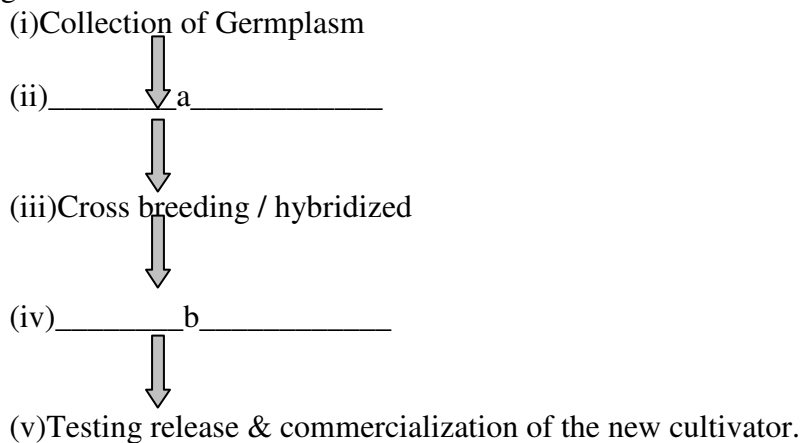 (i)Collection of Germplasm
(ii)________a____________
(iii)Cross breeding / hybridized
(iv)________b____________
(v)Testing release & commercialization of the new cultivator.